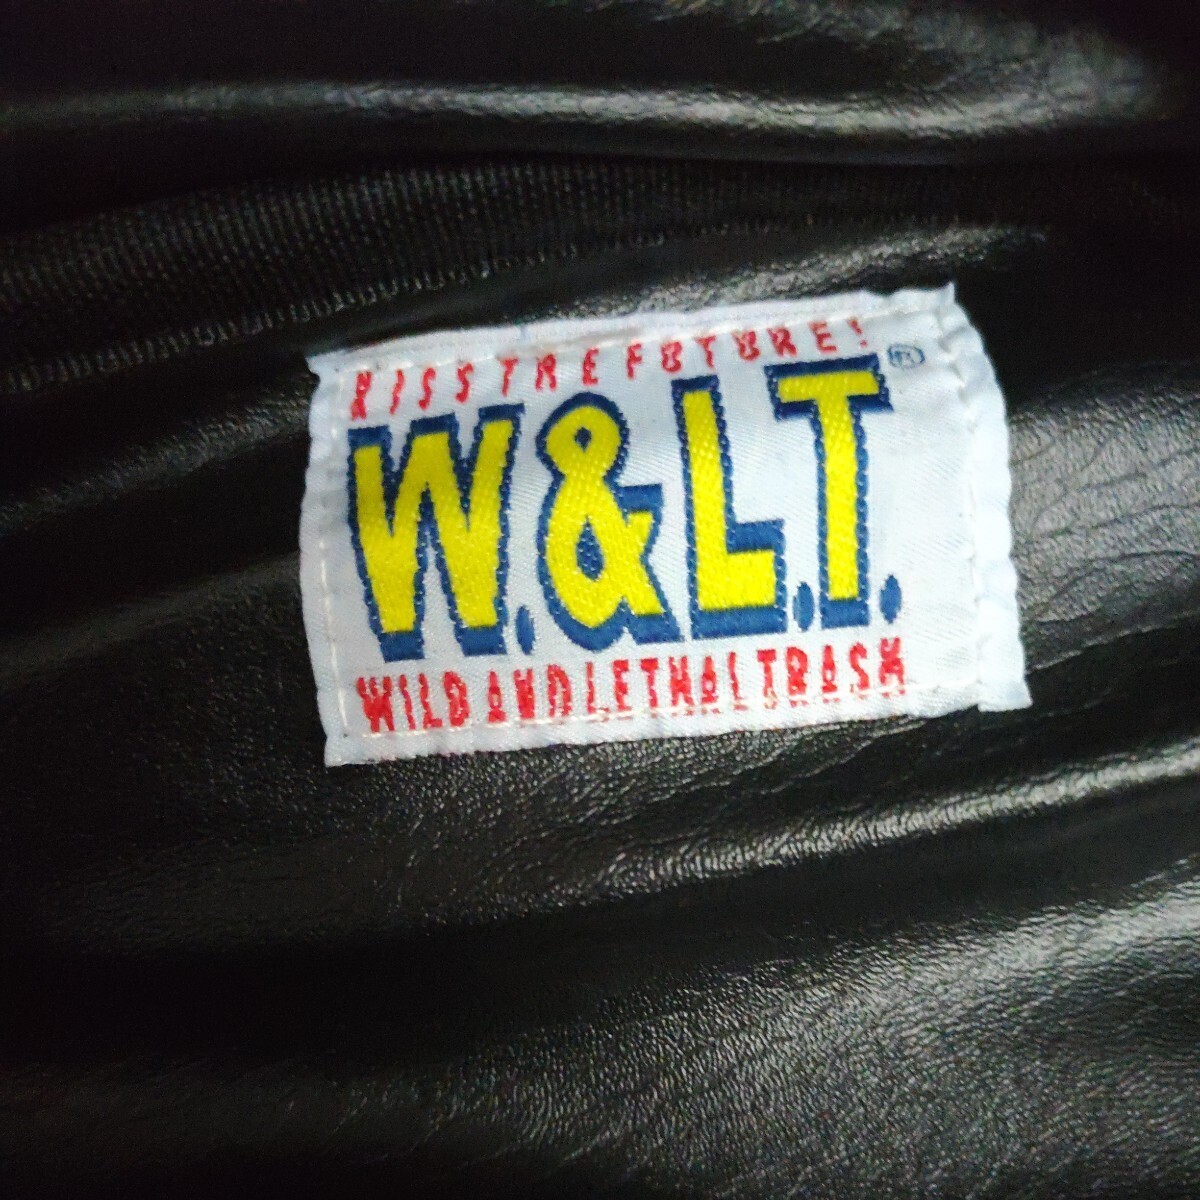 KISS THE FUTURE!
W.&L.T.®
WILD AND LETHAL TRASH